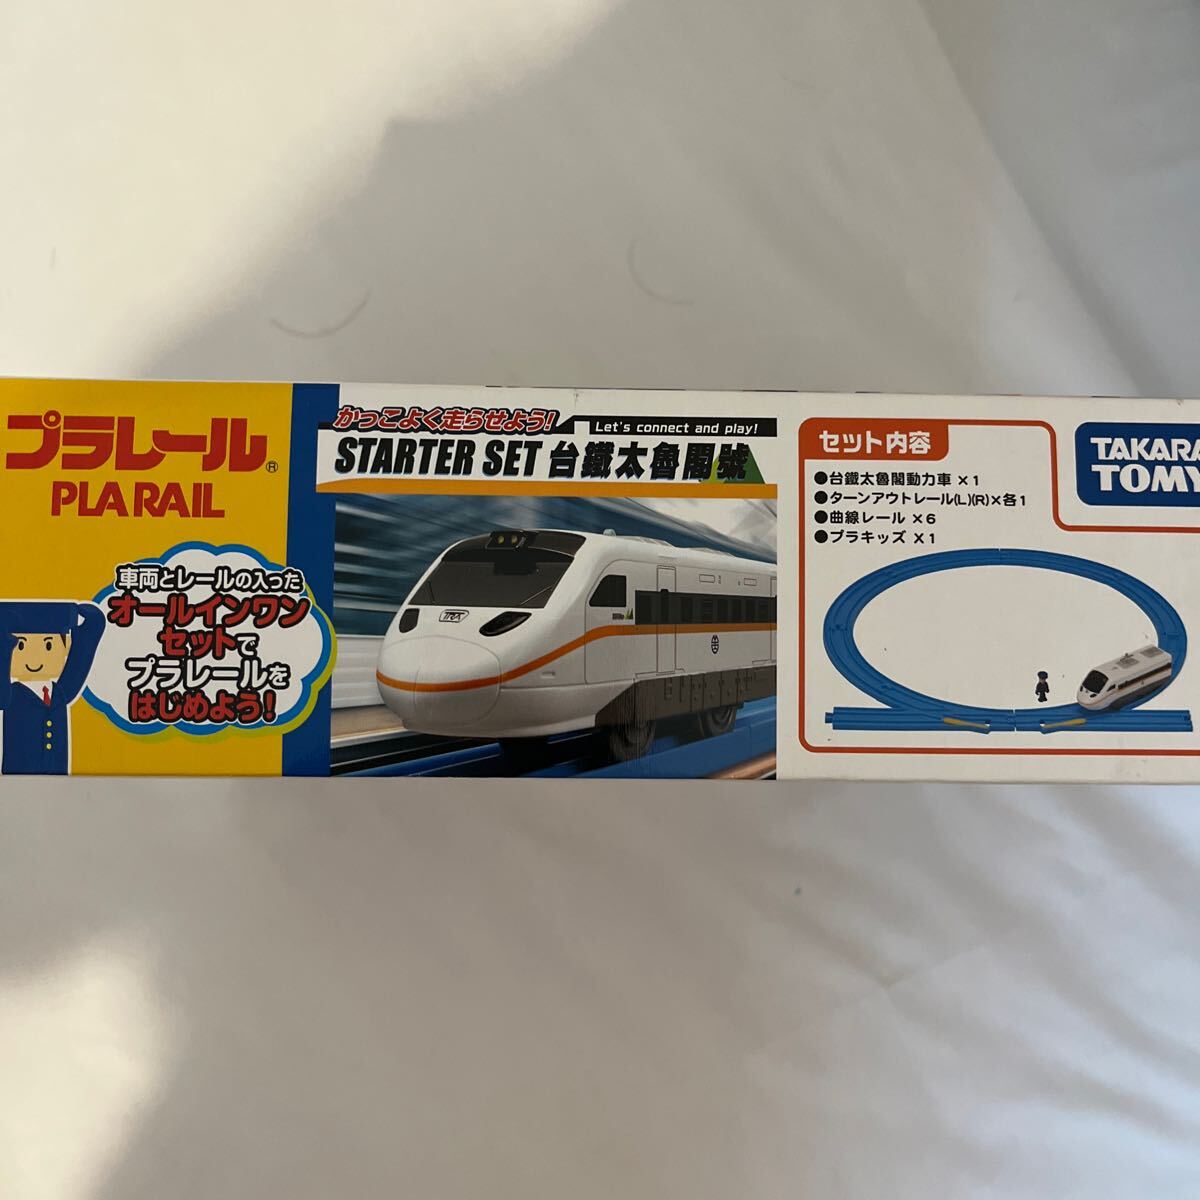 プラレール®
PLARAIL
車両とレールの入った
オールインワン
セットで
プラレールを
はじめよう!
かっこよく走らせよう!
Let's connect and play!
STARTER SET 台鐵太魯閣號
TRA
セット内容
●台鐵太魯閣動力車 ×1
●ターンアウトレール(L)(R)×各1
●曲線レール ×6
●プラキッズ ×1
TAKARA
TOMY